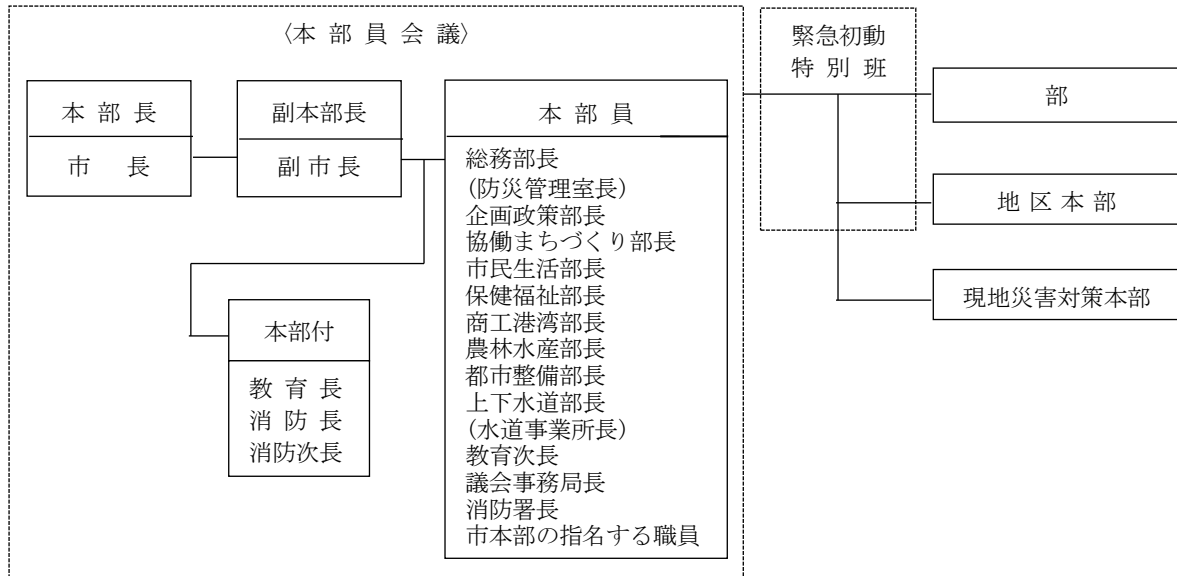 〈本 部 員 会 議〉
本 部 長
市 長
副本部長
副 市 長
本 部 員
総務部長
(防災管理室長)
企画政策部長
協働まちづくり部長
市民生活部長
保健福祉部長
商工港湾部長
農林水産部長
都市整備部長
上下水道部長
(水道事業所長)
教育次長
議会事務局長
消防署長
市本部の指名する職員
本部付
教 育 長
消 防 長
消防次長
緊急初動
特 別 班
部
地 区 本 部
現地災害対策本部